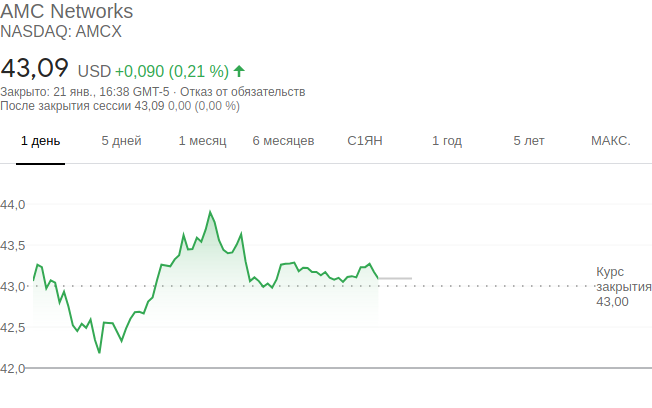 AMC Networks
NASDAQ: AMCX
43,09 USD +0,090 (0,21 %)
Закрыто: 21 янв., 16:38 GMT-5 · Отказ от обязательств
После закрытия сессии 43,09 0,00 (0,00 %)
1 день 5 дней 1 месяц 6 месяцев С1ЯН 1 год 5 лет МАКС.
44,0
43,5
43,0
42,5
42,0
Курс
закрытия
43,00